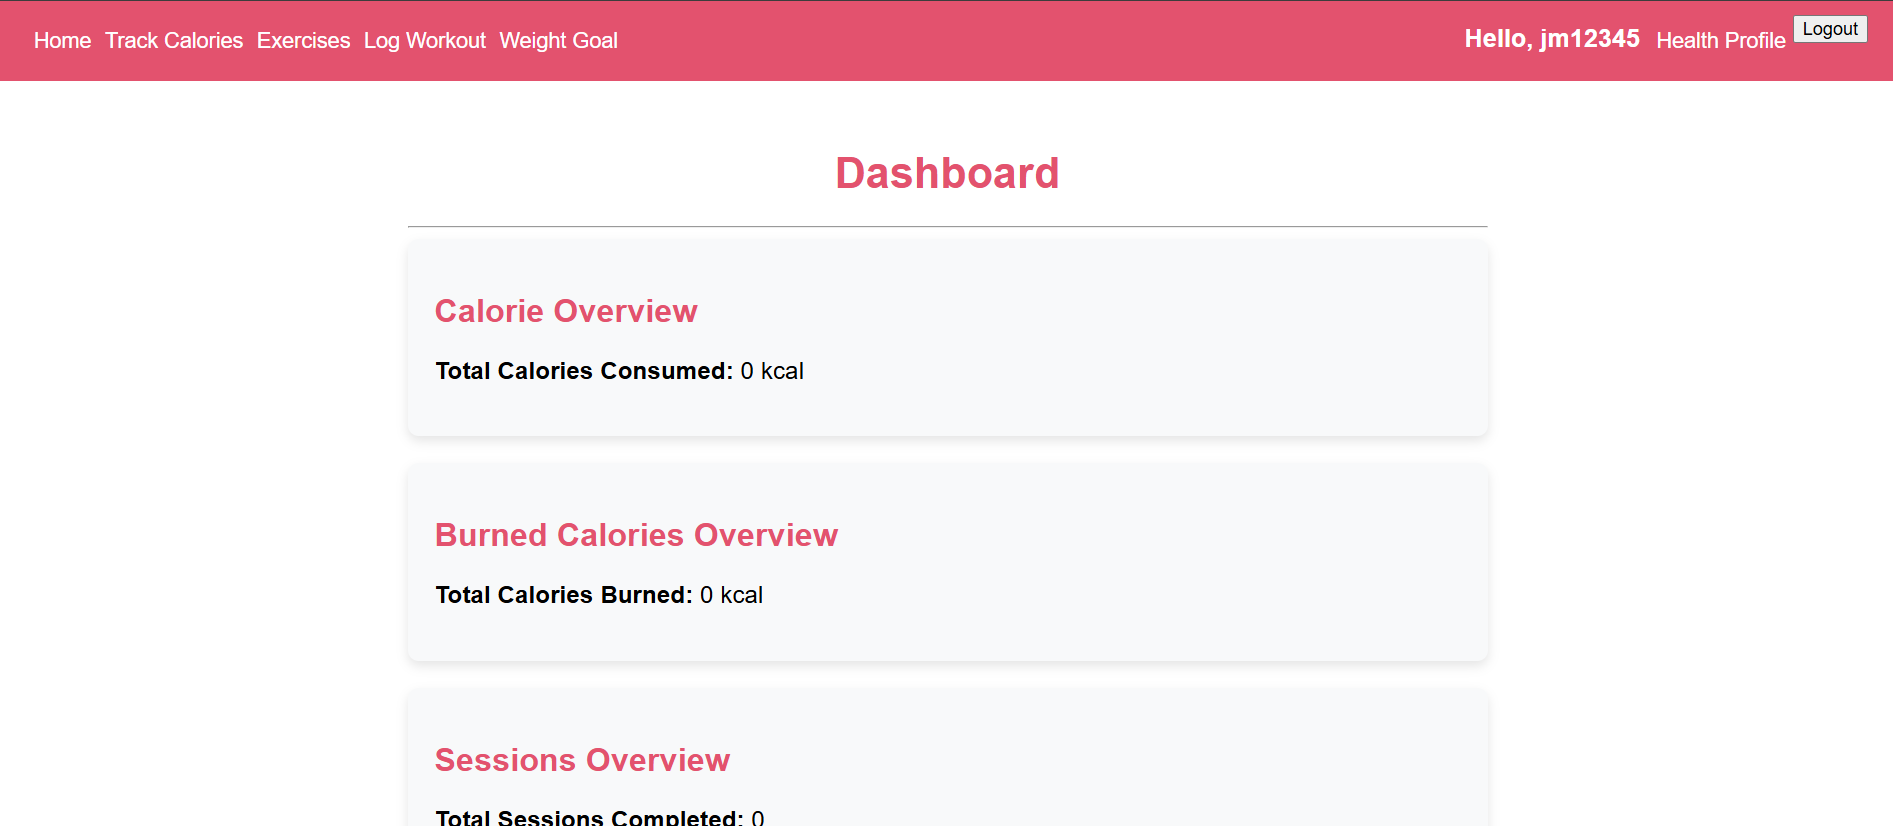 Home Track Calories Exercises Log Workout Weight Goal Hello, jm12345 Health Profile Logout
Dashboard
Calorie Overview
Total Calories Consumed: 0 kcal
Burned Calories Overview
Total Calories Burned: 0 kcal
Sessions Overview
Total Sessions Completed: 0